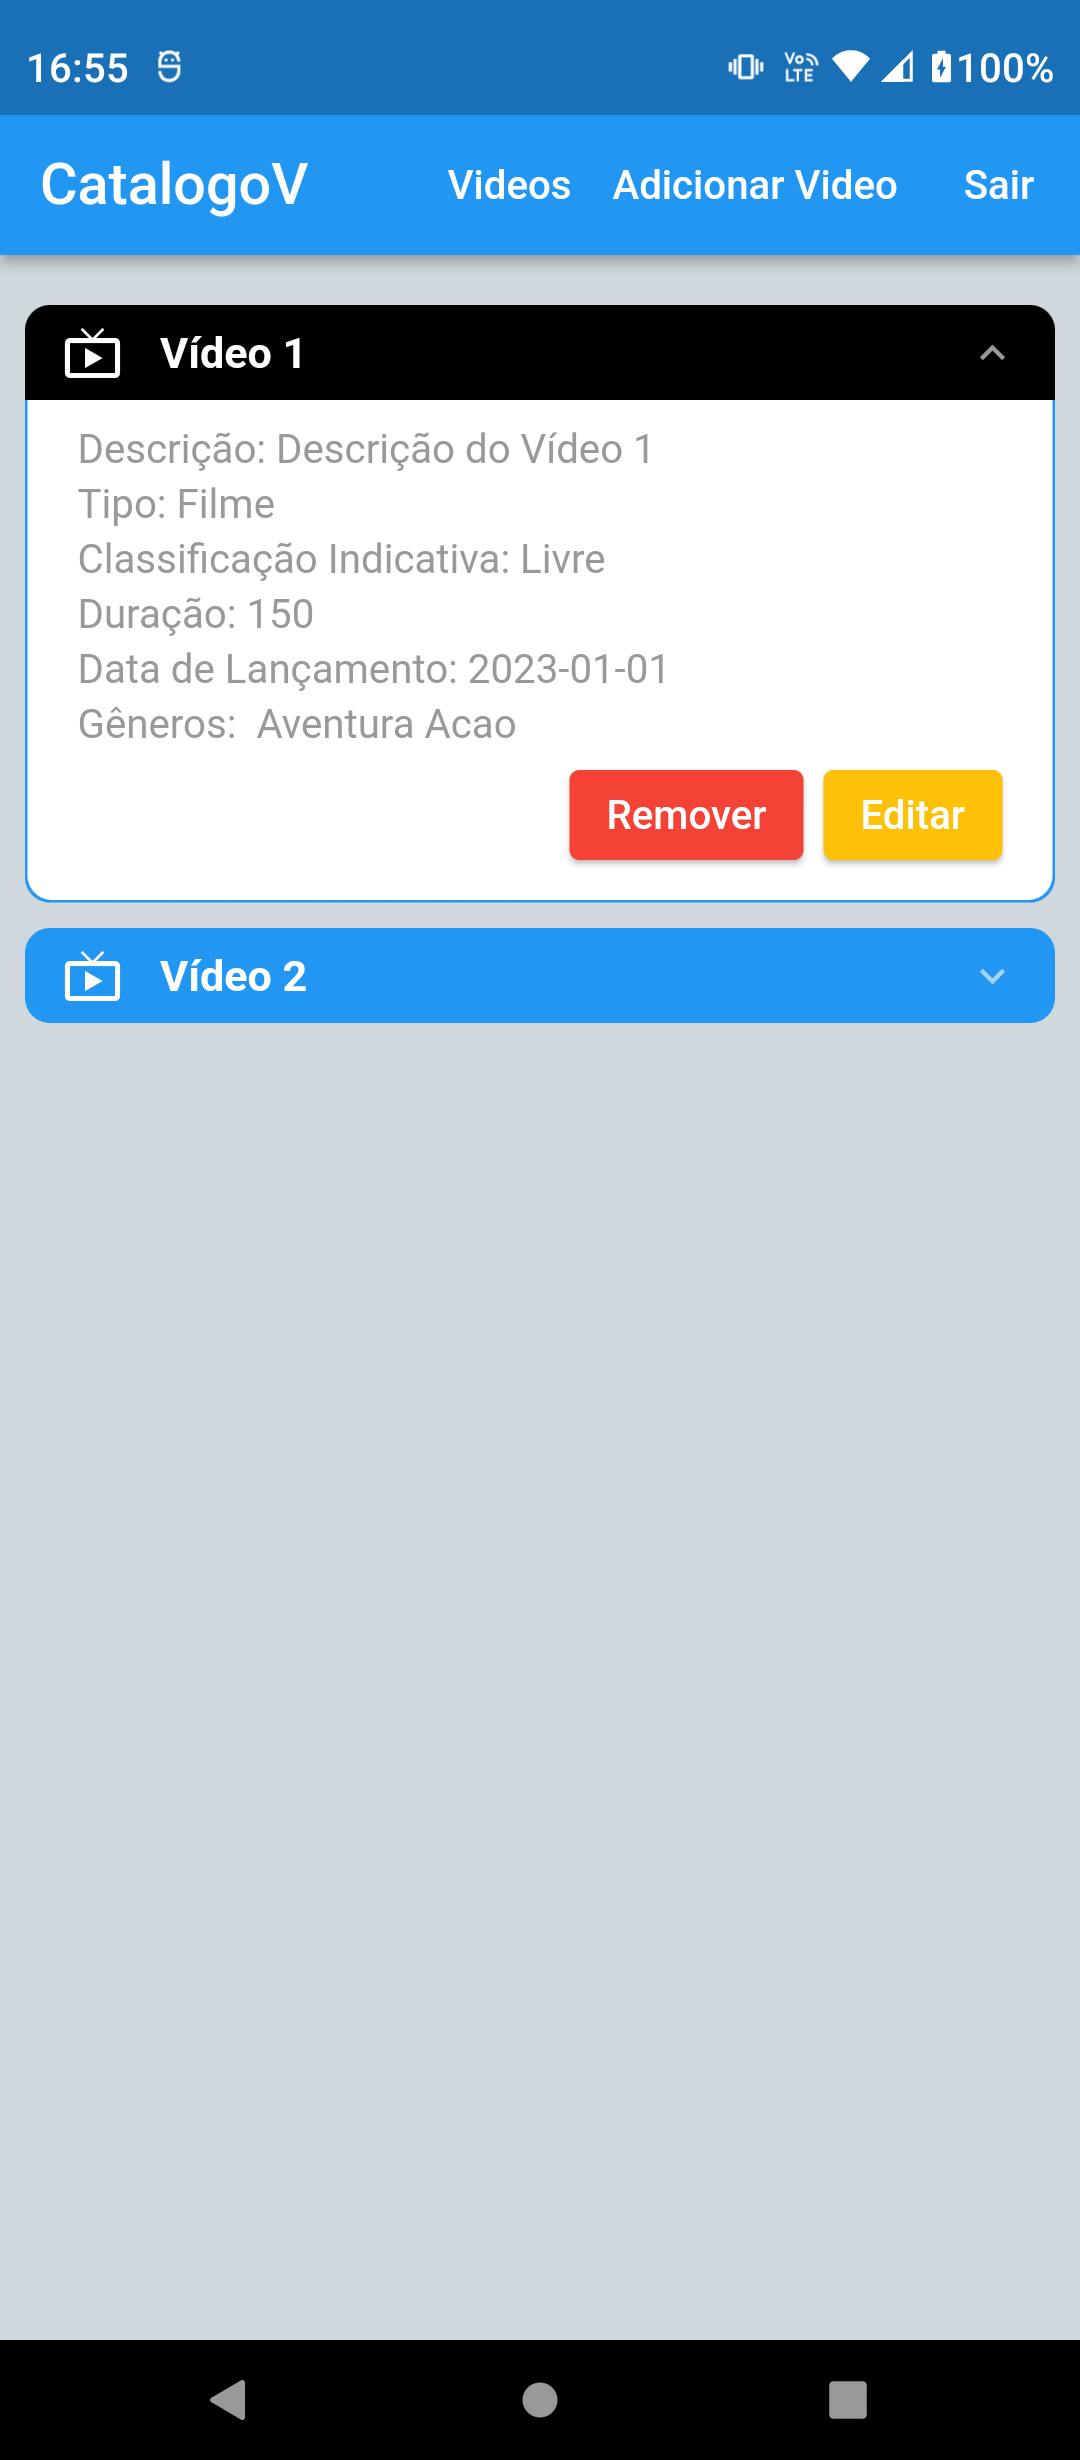 16:55 Vo LTE 100%
CatalogoV Videos Adicionar Video Sair
Vídeo 1
Descrição: Descrição do Vídeo 1
Tipo: Filme
Classificação Indicativa: Livre
Duração: 150
Data de Lançamento: 2023-01-01
Gêneros:  Aventura Acao
Remover Editar
Vídeo 2